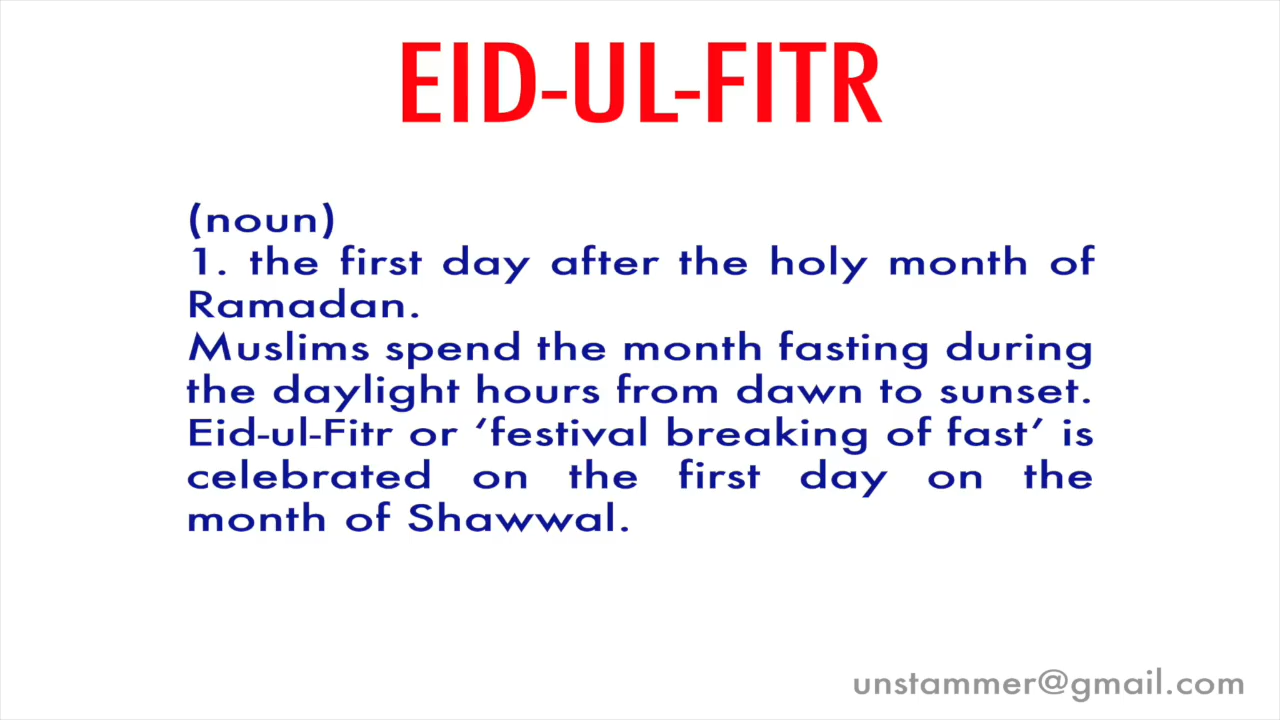 EID-UL-FITR
(noun)
1. the first day after the holy month of
Ramadan.
Muslims spend the month fasting during
the daylight hours from dawn to sunset.
Eid-ul-Fitr or ‘festival breaking of fast’ is
celebrated on the first day on the
month of Shawwal.
unstammer@gmail.com